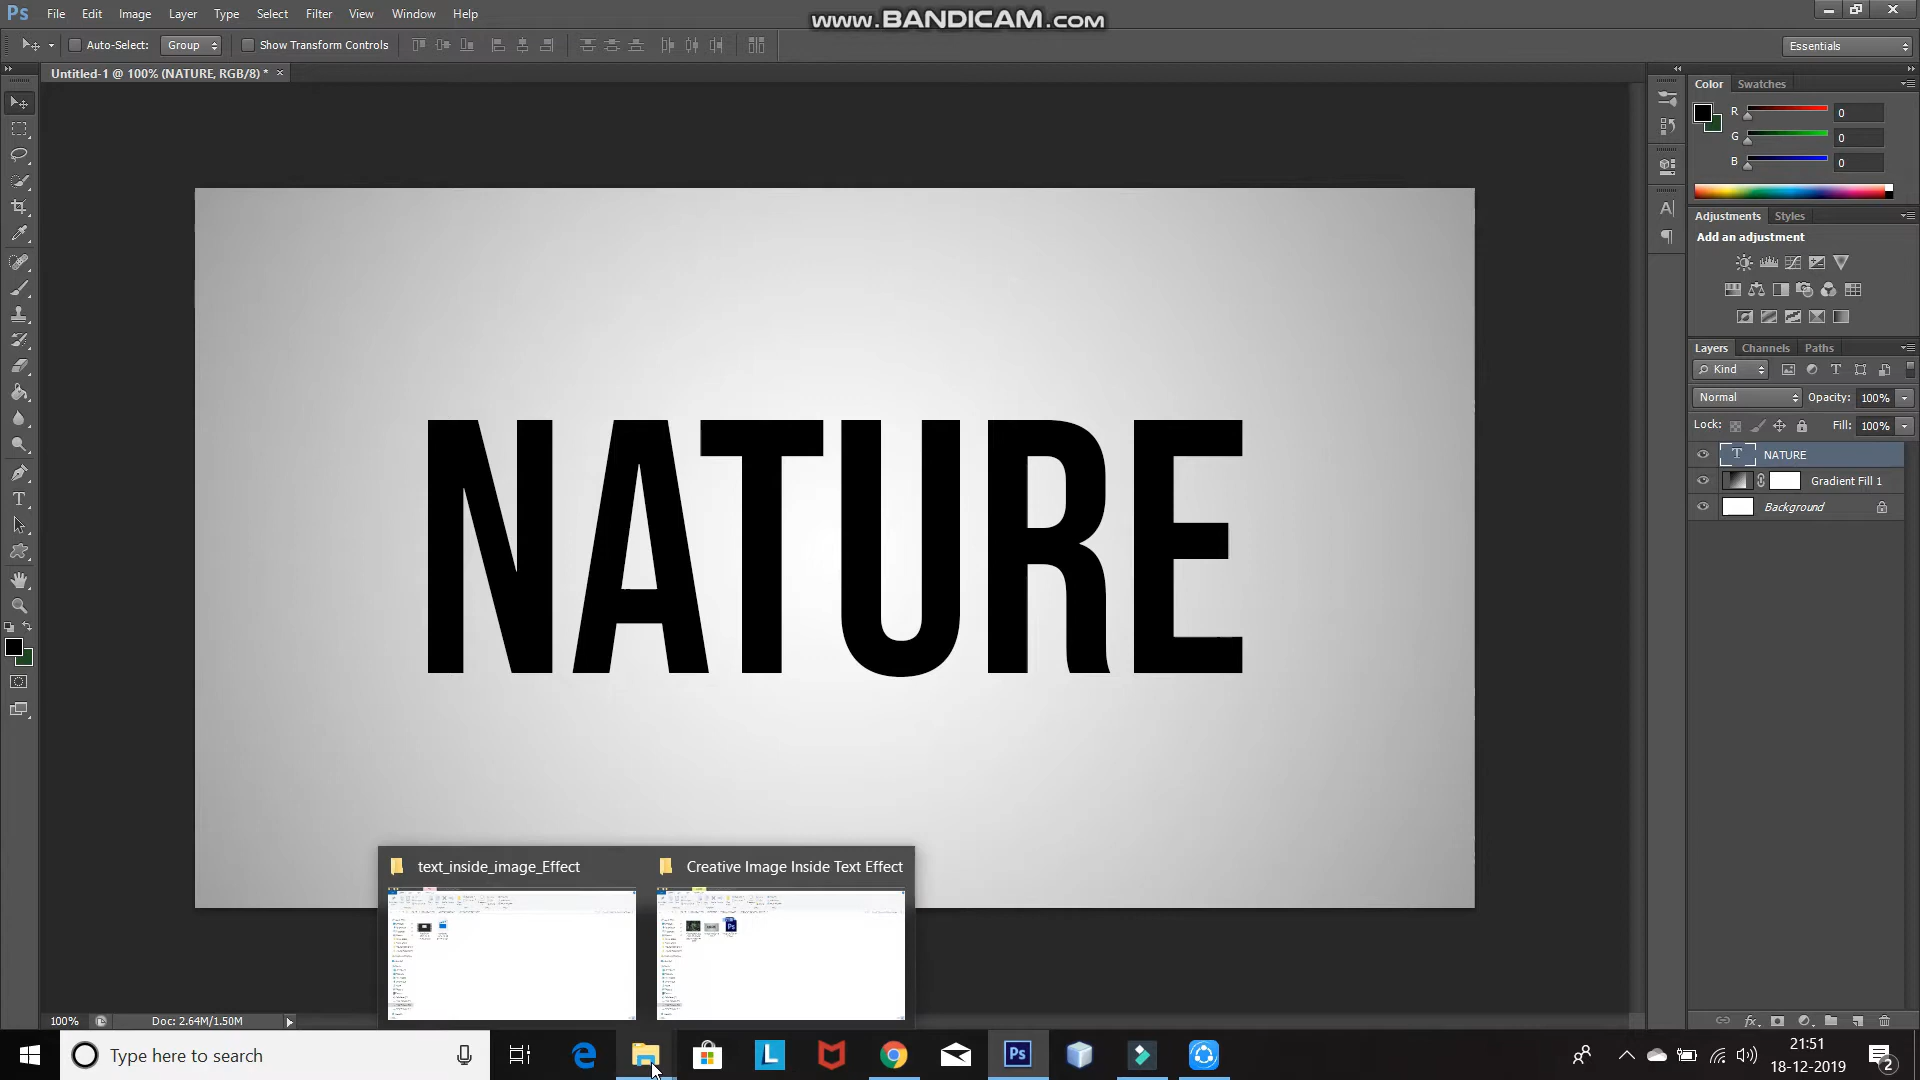 Ps File Edit Image Layer Type Select Filter View Window Help
www.BANDICAM.com
Auto-Select: Group Show Transform Controls
Essentials
Untitled-1 @ 100% (NATURE, RGB/8) * ×
Color Swatches
R 0
G 0
B 0
Adjustments Styles
Add an adjustment
Layers Channels Paths
Kind
Normal Opacity: 100%
Lock: Fill: 100%
T NATURE
Gradient Fill 1
Background
NATURE
text_inside_image_Effect
Creative Image Inside Text Effect
100% Doc: 2.64M/1.50M
Type here to search
L
Ps
21:51
18-12-2019
2